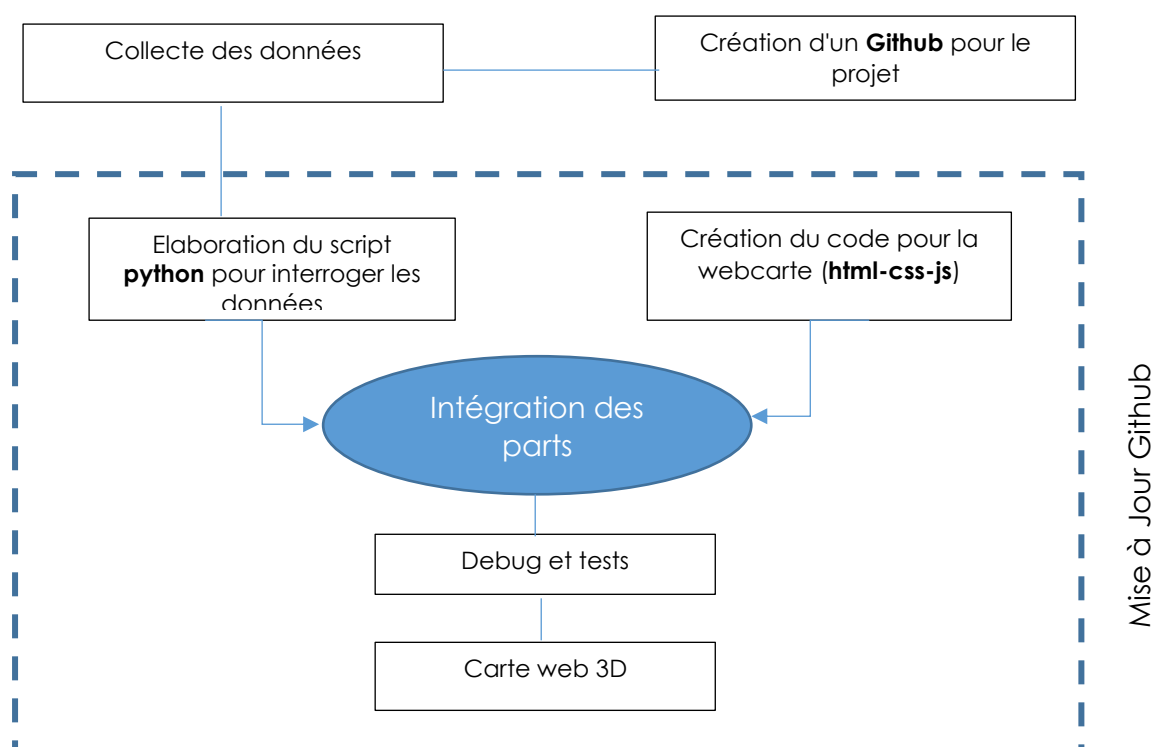 Collecte des données
Création d'un Github pour le
projet
Elaboration du script
python pour interroger les
données
Création du code pour la
webcarte (html-css-js)
Intégration des
parts
Debug et tests
Carte web 3D
Mise à Jour Github